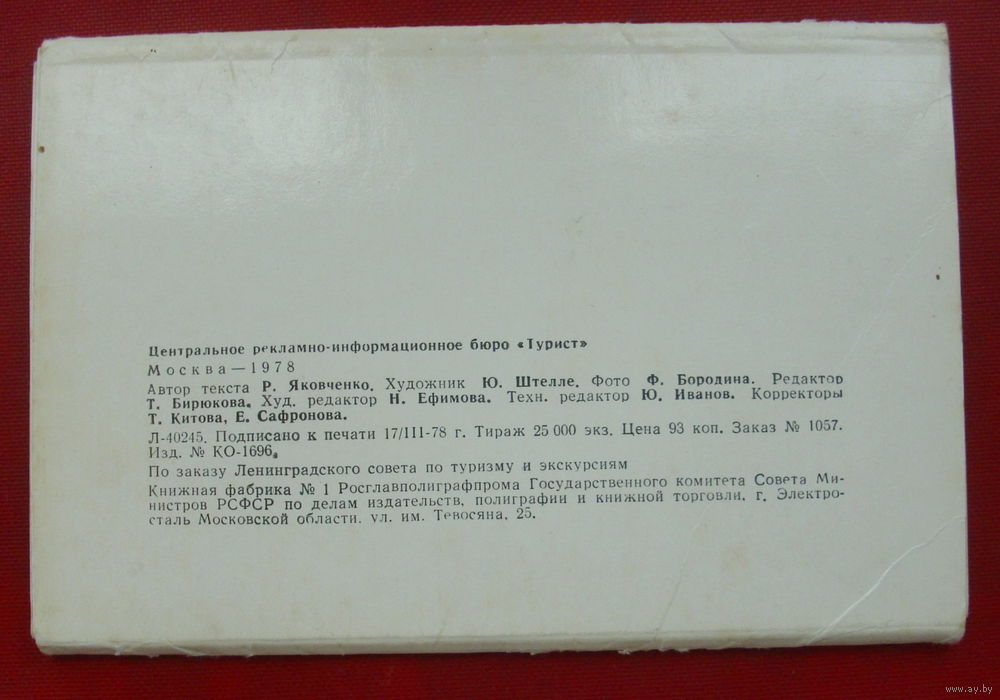 Центральное рекламно-информационное бюро «Турист»
Москва — 1978
Автор текста Р. Яковченко. Художник Ю. Штелле. Фото Ф. Бородина. Редактор
Т. Бирюкова. Худ. редактор Н. Ефимова. Техн. редактор Ю. Иванов. Корректоры
Т. Китова, Е. Сафронова.
Л-40245. Подписано к печати 17/III-78 г. Тираж 25 000 экз. Цена 93 коп. Заказ № 1057.
Изд. № КО-1696.
По заказу Ленинградского совета по туризму и экскурсиям
Книжная фабрика № 1 Росглавполиграфпрома Государственного комитета Совета Ми-
нистров РСФСР по делам издательств, полиграфии и книжной торговли. г. Электро-
сталь Московской области. ул. им. Тевосяна, 25.
www.ay.by